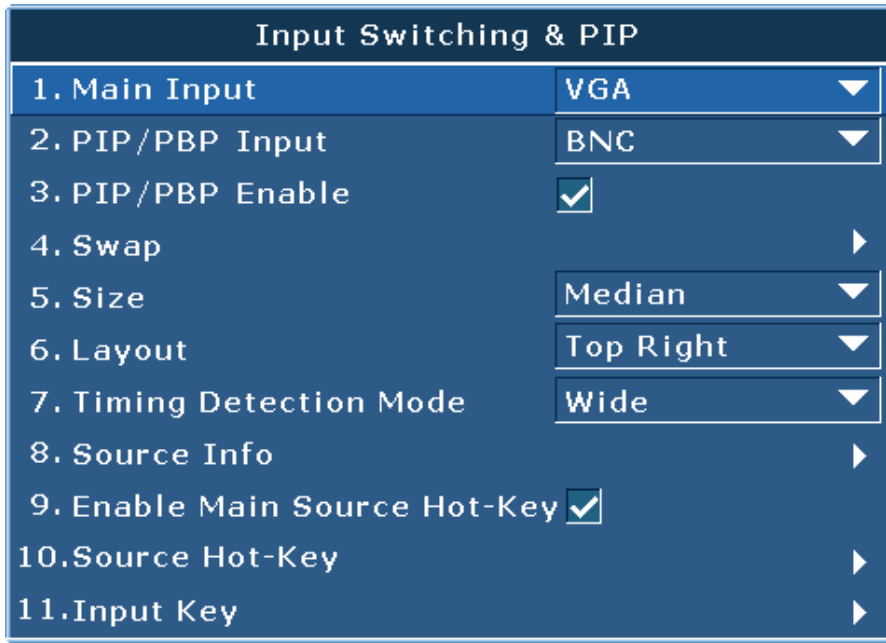 Input Switching & PIP
1. Main Input VGA
2. PIP/PBP Input BNC
3. PIP/PBP Enable
4. Swap
5. Size Median
6. Layout Top Right
7. Timing Detection Mode Wide
8. Source Info
9. Enable Main Source Hot-Key
10.Source Hot-Key
11.Input Key